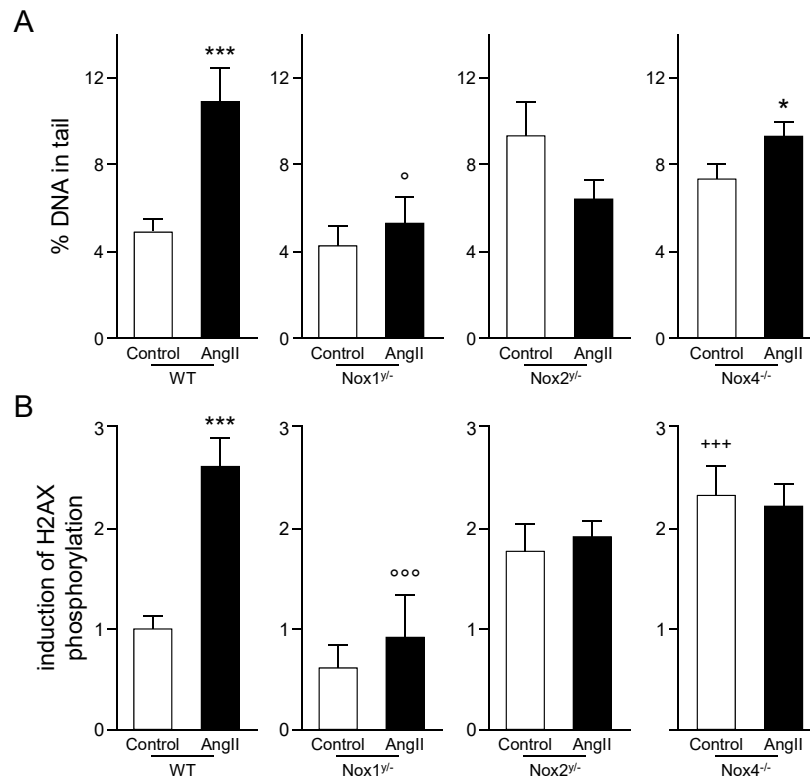 A
% DNA in tail
12
8
4
0
***
Control AngII
WT
12
8
4
0
°
Control AngII
Nox1y/-
12
8
4
0
Control AngII
Nox2y/-
12
8
4
0
*
Control AngII
Nox4-/-
B
induction of H2AX
phosphorylation
3
2
1
0
***
Control AngII
WT
3
2
1
0
°°°
Control AngII
Nox1y/-
3
2
1
0
Control AngII
Nox2y/-
3
2
1
0
+++
Control AngII
Nox4-/-